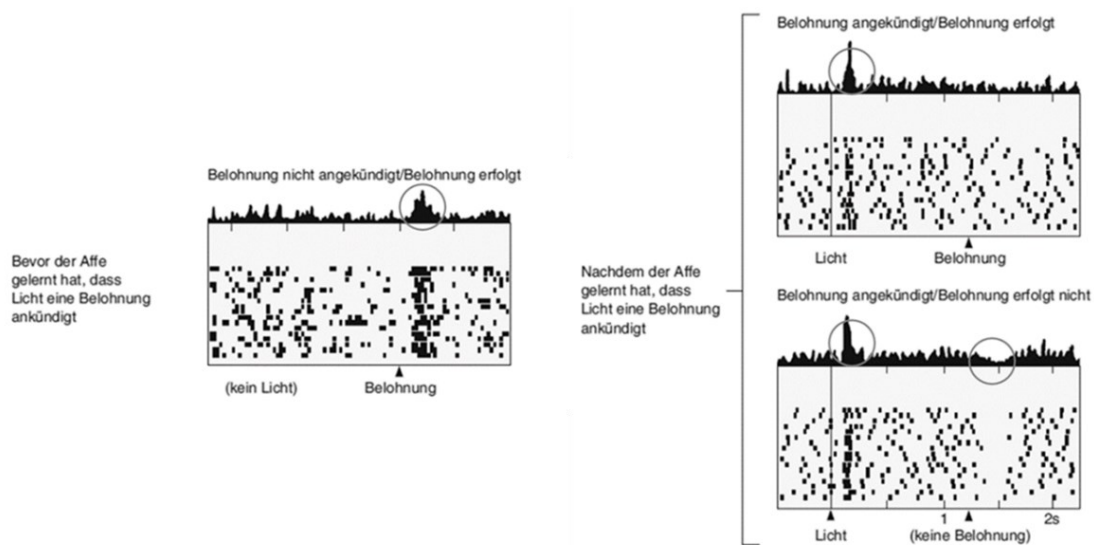 Belohnung nicht angekündigt/Belohnung erfolgt
Bevor der Affe
gelernt hat, dass
Licht eine Belohnung
ankündigt
(kein Licht)
Belohnung
Nachdem der Affe
gelernt hat, dass
Licht eine Belohnung
ankündigt
Belohnung angekündigt/Belohnung erfolgt
Licht
Belohnung
Belohnung angekündigt/Belohnung erfolgt nicht
1
2s
Licht
(keine Belohnung)